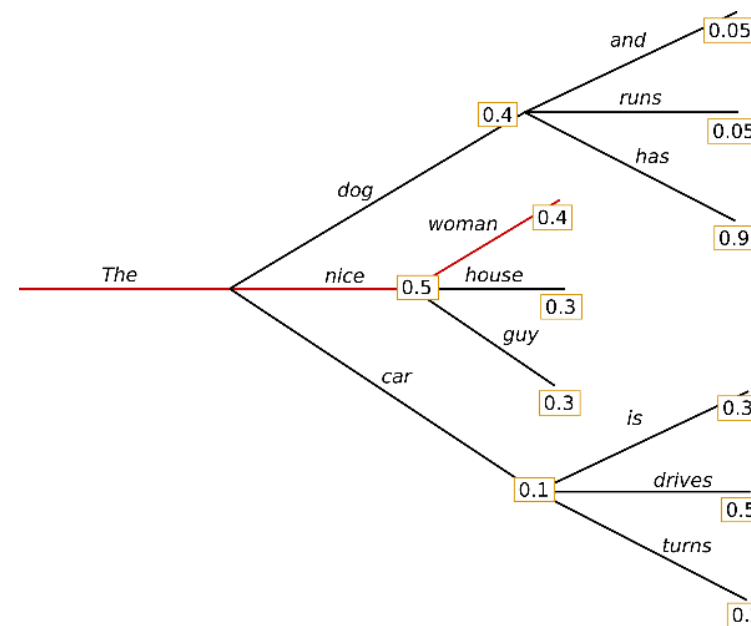 and
0.05
runs
0.4
0.05
has
dog
woman
0.4
0.9
The
nice
0.5
house
0.3
guy
car
0.3
is
0.3
0.1
drives
0.5
turns